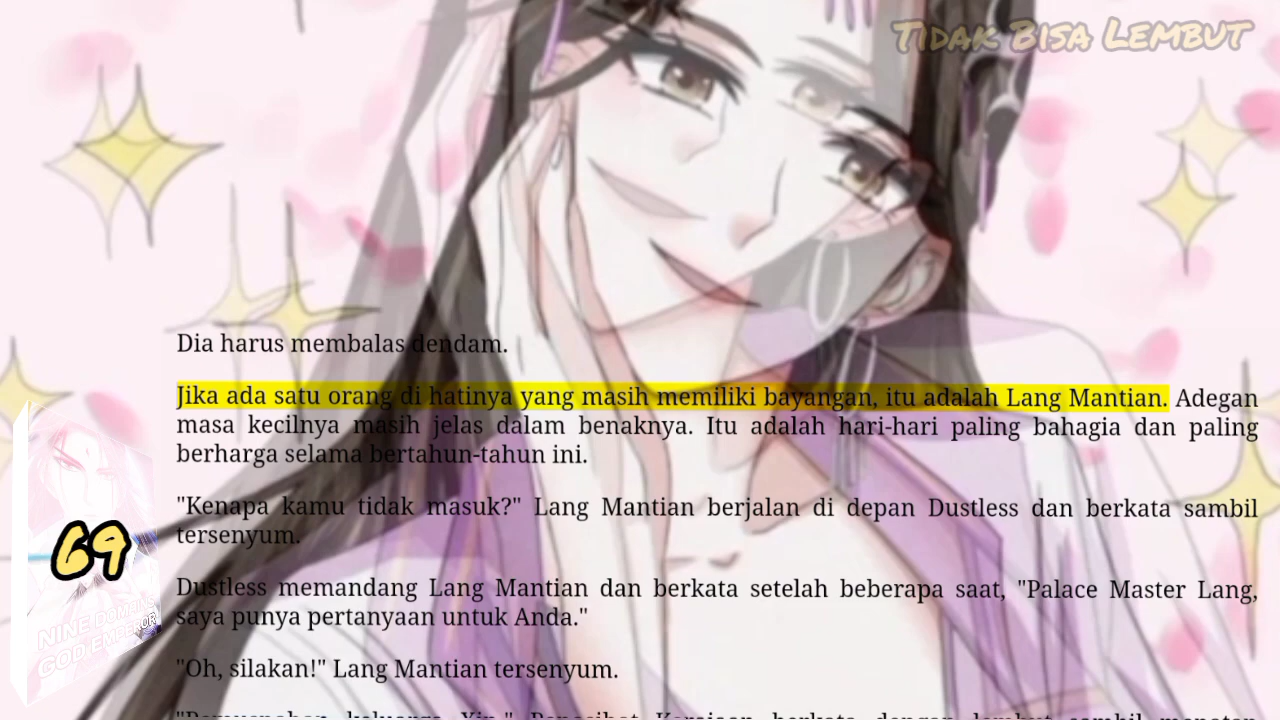 Tidak Bisa Lembut
Dia harus membalas dendam.
Jika ada satu orang di hatinya yang masih memiliki bayangan, itu adalah Lang Mantian. Adegan
masa kecilnya masih jelas dalam benaknya. Itu adalah hari-hari paling bahagia dan paling
berharga selama bertahun-tahun ini.
"Kenapa kamu tidak masuk?" Lang Mantian berjalan di depan Dustless dan berkata sambil
tersenyum.
Dustless memandang Lang Mantian dan berkata setelah beberapa saat, "Palace Master Lang,
saya punya pertanyaan untuk Anda."
"Oh, silakan!" Lang Mantian tersenyum.
69
NINE DOMAINS
GOD EMPEROR